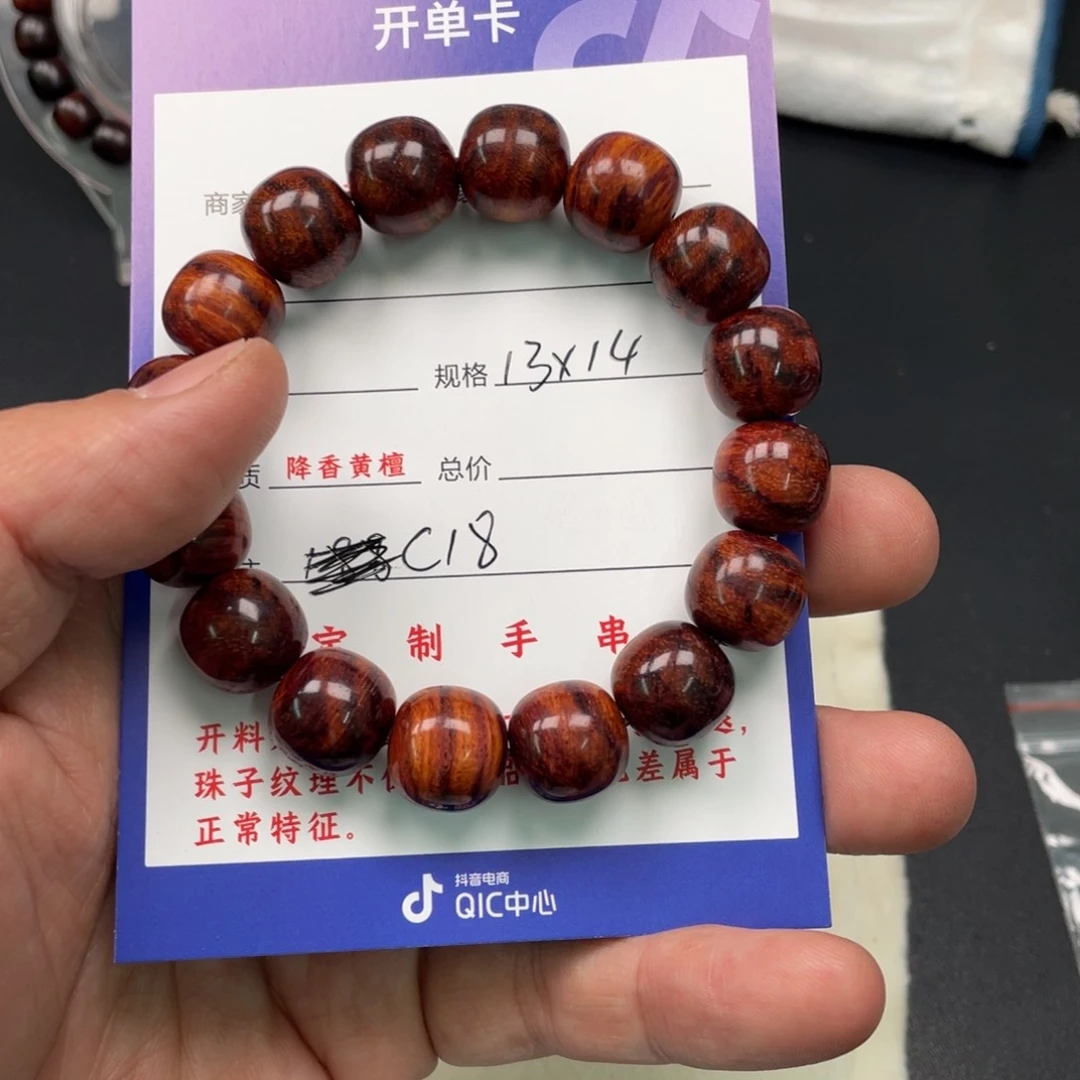 开单卡
商家
规格 13X14
质 降香黄檀 总价
C18
定制手串
开料
珠子纹理不 差属于
正常特征。
抖音电商
QIC中心